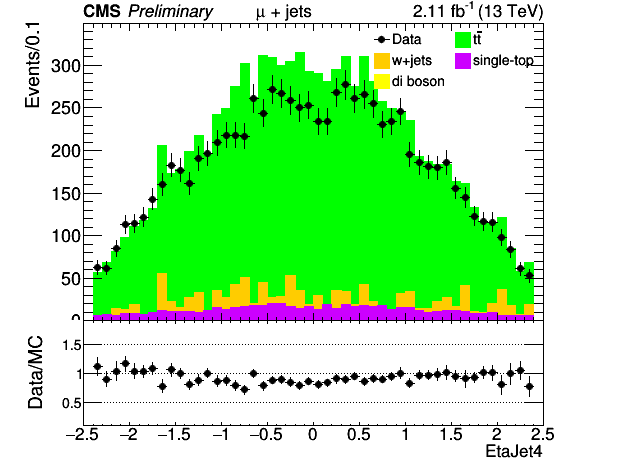 CMS Preliminary μ + jets 2.11 fb⁻¹ (13 TeV)
Events/0.1
Data
tt̄
w+jets
single-top
di boson
300
250
200
150
100
50
0
Data/MC
1.5
1
0.5
−2.5 −2 −1.5 −1 −0.5 0 0.5 1 1.5 2 2.5
EtaJet4